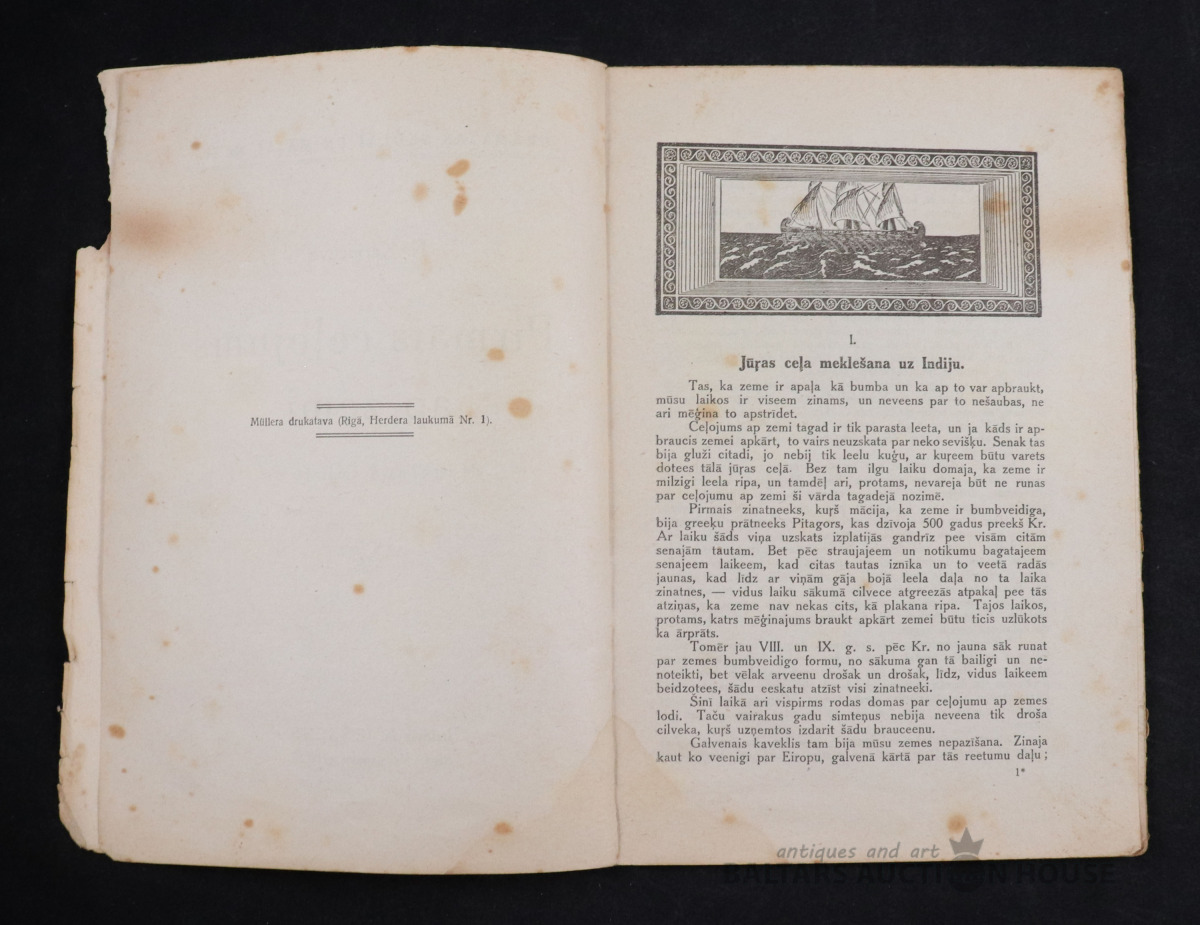 Müllera drukatava (Rīgā, Herdera laukumā Nr. 1).
1.
Jūŗas ceļa meklešana uz Indiju.
Tas, ka zeme ir apaļa kā bumba un ka ap to var apbraukt,
mūsu laikos ir viseem zinams, un neveens par to nešaubas, ne
ari mēģina to apstrīdet.
Ceļojums ap zemi tagad ir tik parasta leeta, un ja kāds ir ap-
braucis zemei apkārt, to vairs neuzskata par neko sevišķu. Senak tas
bija gluži citadi, jo nebij tik leelu kuģu, ar kuŗeem būtu varets
dotees tālā jūŗas ceļā. Bez tam ilgu laiku domaja, ka zeme ir
milzigi leela ripa, un tamdēļ ari, protams, nevareja būt ne runas
par ceļojumu ap zemi ši vārda tagadejā nozimē.
Pirmais zinatneeks, kuŗš mācija, ka zeme ir bumbveidiga,
bija greeķu prātneeks Pitagors, kas dzīvoja 500 gadus preekš Kr.
Ar laiku šāds viņa uzskats izplatijās gandrīz pee visām citām
senajām tautam. Bet pēc straujajeem un notikumu bagatajeem
senajeem laikeem, kad citas tautas iznīka un to veetā radās
jaunas, kad līdz ar viņām gāja bojā leela daļa no ta laika
zinatnes, — vidus laiku sākumā cilvece atgreezās atpakaļ pee tās
atziņas, ka zeme nav nekas cits, kā plakana ripa. Tajos laikos,
protams, katrs mēģinajums braukt apkārt zemei būtu ticis uzlūkots
ka ārprāts.
Tomēr jau VIII. un IX. g. s. pēc Kr. no jauna sāk runat
par zemes bumbveidigo formu, no sākuma gan tā bailigi un ne-
noteikti, bet vēlak arveenu drošak un drošak, līdz, vidus laikeem
beidzotees, šādu eeskatu atzīst visi zinatneeki.
Šinī laikā ari vispirms rodas domas par ceļojumu ap zemes
lodi. Taču vairakus gadu simteņus nebija neveena tik droša
cilveka, kuŗš uzņemtos izdarit šādu brauceenu.
Galvenais kaveklis tam bija mūsu zemes nepazīšana. Zinaja
kaut ko veenigi par Eiropu, galvenā kārtā par tās reetumu daļu;
1*
antiques and art
BALTARS AUCTION HOUSE